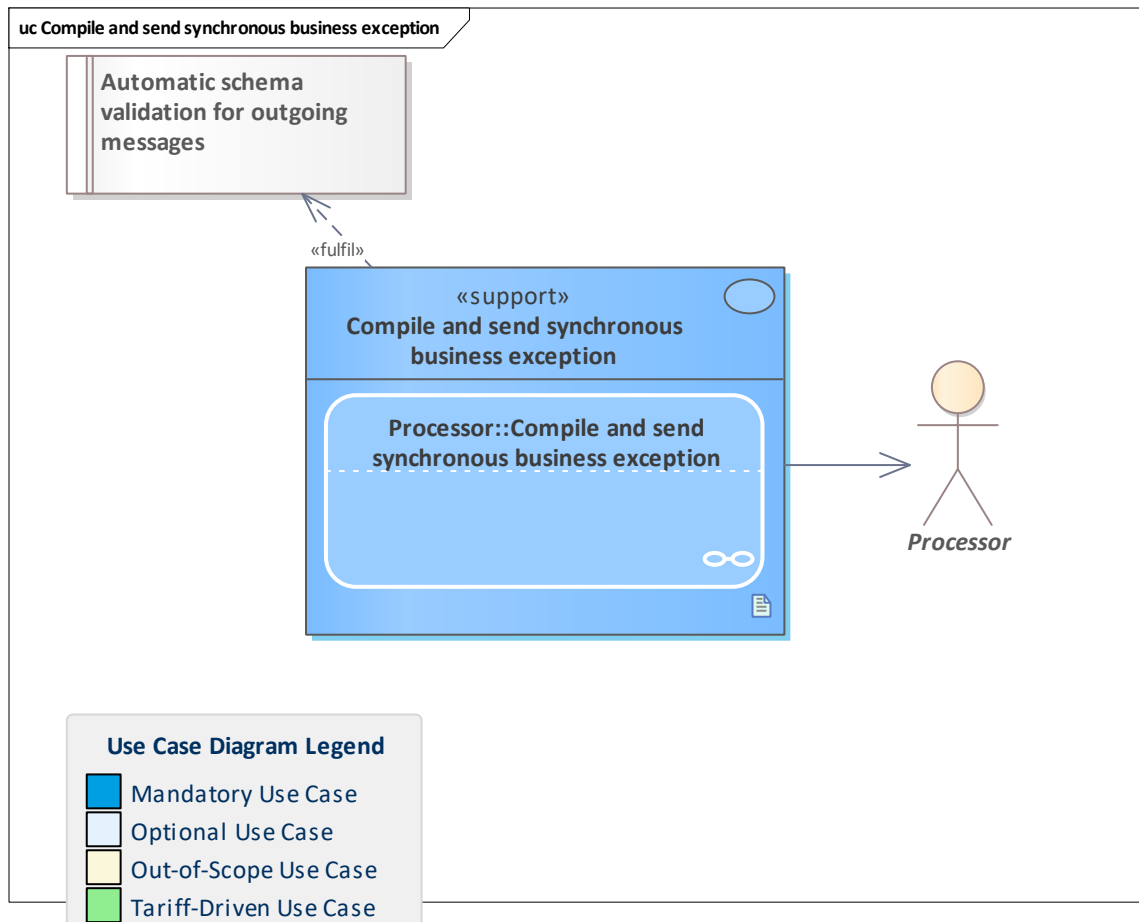 uc Compile and send synchronous business exception
Automatic schema
validation for outgoing
messages
«fulfil»
«support»
Compile and send synchronous
business exception
Processor::Compile and send
synchronous business exception
Processor
Use Case Diagram Legend
Mandatory Use Case
Optional Use Case
Out-of-Scope Use Case
Tariff-Driven Use Case